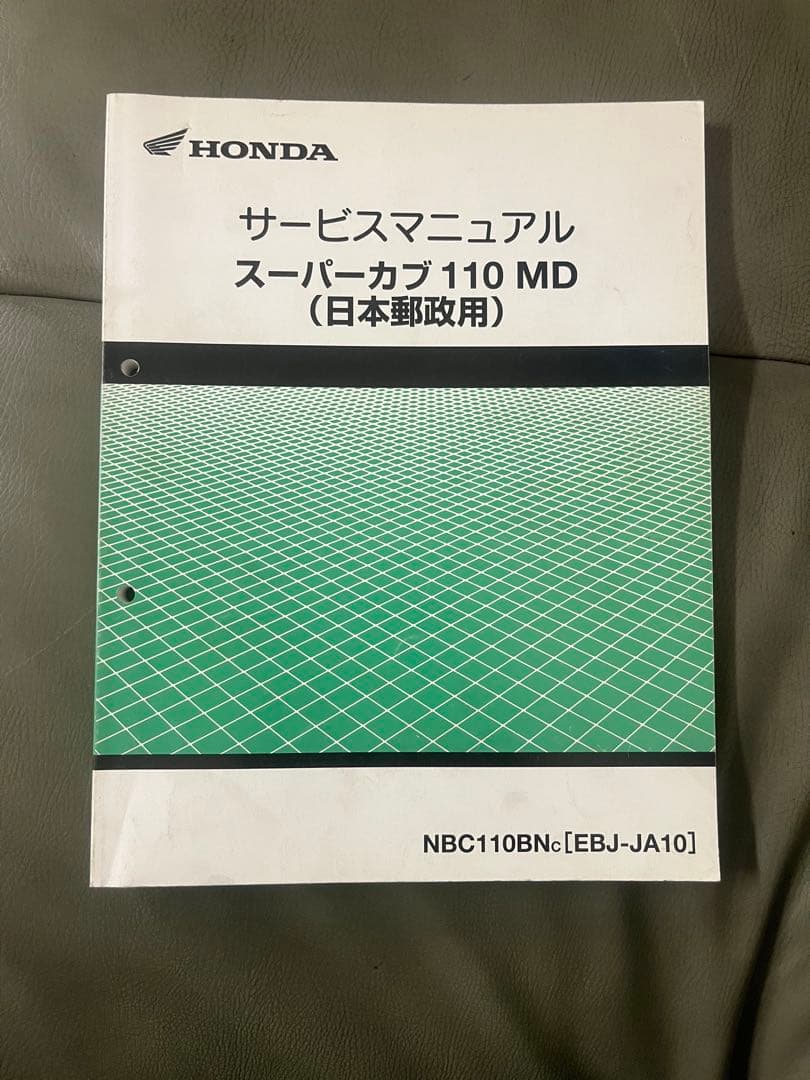 HONDA
サービスマニュアル
スーパーカブ 110 MD
（日本郵政用）
NBC110BNC［EBJ-JA10］